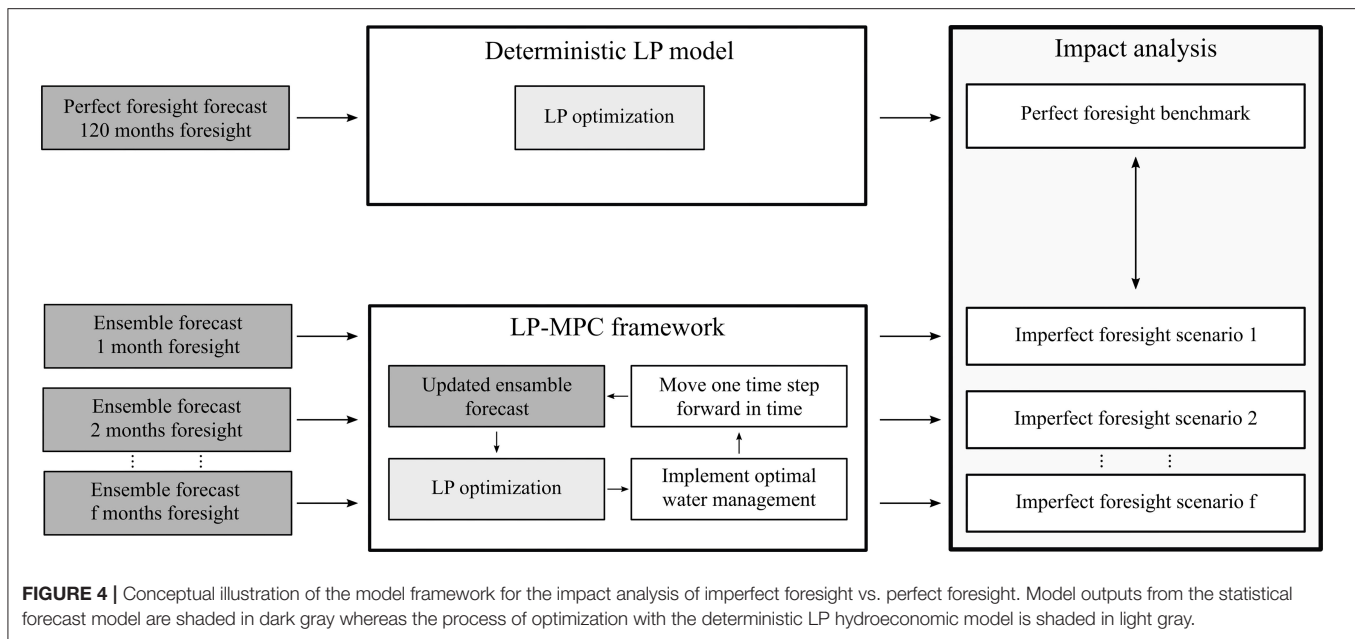 Deterministic LP model
Impact analysis
Perfect foresight forecast
120 months foresight
LP optimization
Perfect foresight benchmark
Ensemble forecast
1 month foresight
LP-MPC framework
Imperfect foresight scenario 1
Updated ensamble
forecast
Move one time step
forward in time
Ensemble forecast
2 months foresight
Imperfect foresight scenario 2
LP optimization
Implement optimal
water management
Ensemble forecast
f months foresight
Imperfect foresight scenario f
FIGURE 4 | Conceptual illustration of the model framework for the impact analysis of imperfect foresight vs. perfect foresight. Model outputs from the statistical
forecast model are shaded in dark gray whereas the process of optimization with the deterministic LP hydroeconomic model is shaded in light gray.